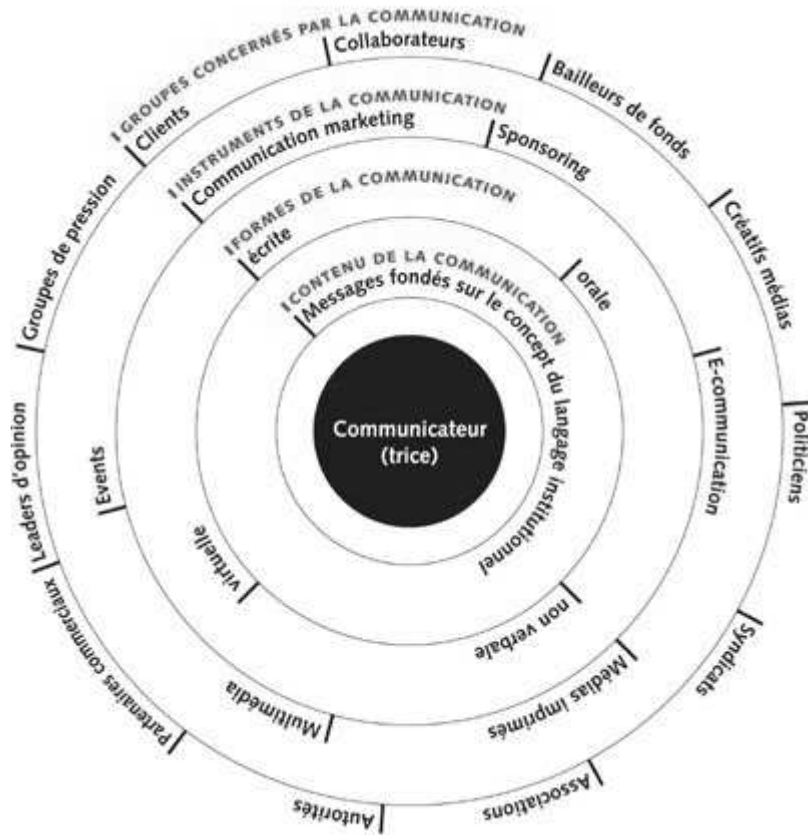 GROUPES CONCERNÉS PAR LA COMMUNICATION
Clients
Collaborateurs
Bailleurs de fonds
Créatifs médias
Politiciens
Syndicats
Associations
Autorités
Partenaires commerciaux
Leaders d'opinion
Groupes de pression
INSTRUMENTS DE LA COMMUNICATION
Communication marketing
Sponsoring
E-communication
Médias imprimés
Multimédia
Events
FORMES DE LA COMMUNICATION
écrite
orale
non verbale
virtuelle
CONTENU DE LA COMMUNICATION
Messages fondés sur le concept du langage institutionnel
Communicateur
(trice)